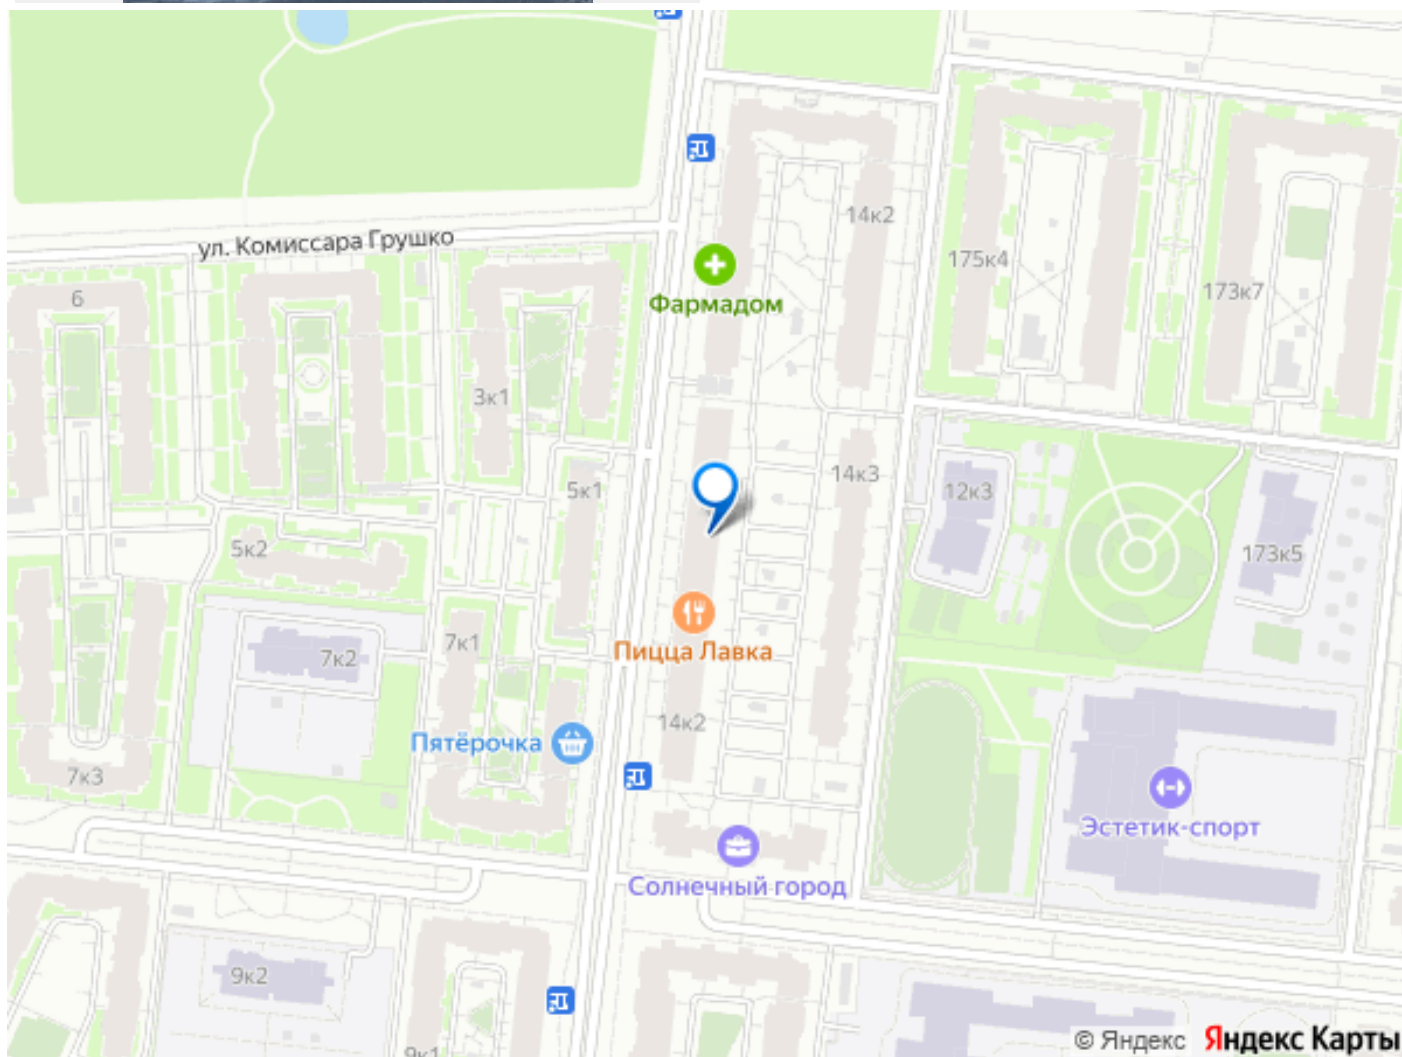 14к2
ул. Комиссара Грушко
175к4
173к7
6
Фармадом
3к1
5к1
14к3
12к3
5к2
173к5
7к1
7к2
Пицца Лавка
14к2
Пятёрочка
7к3
Эстетик-спорт
Солнечный город
9к2
9к1
© Яндекс Яндекс Карты